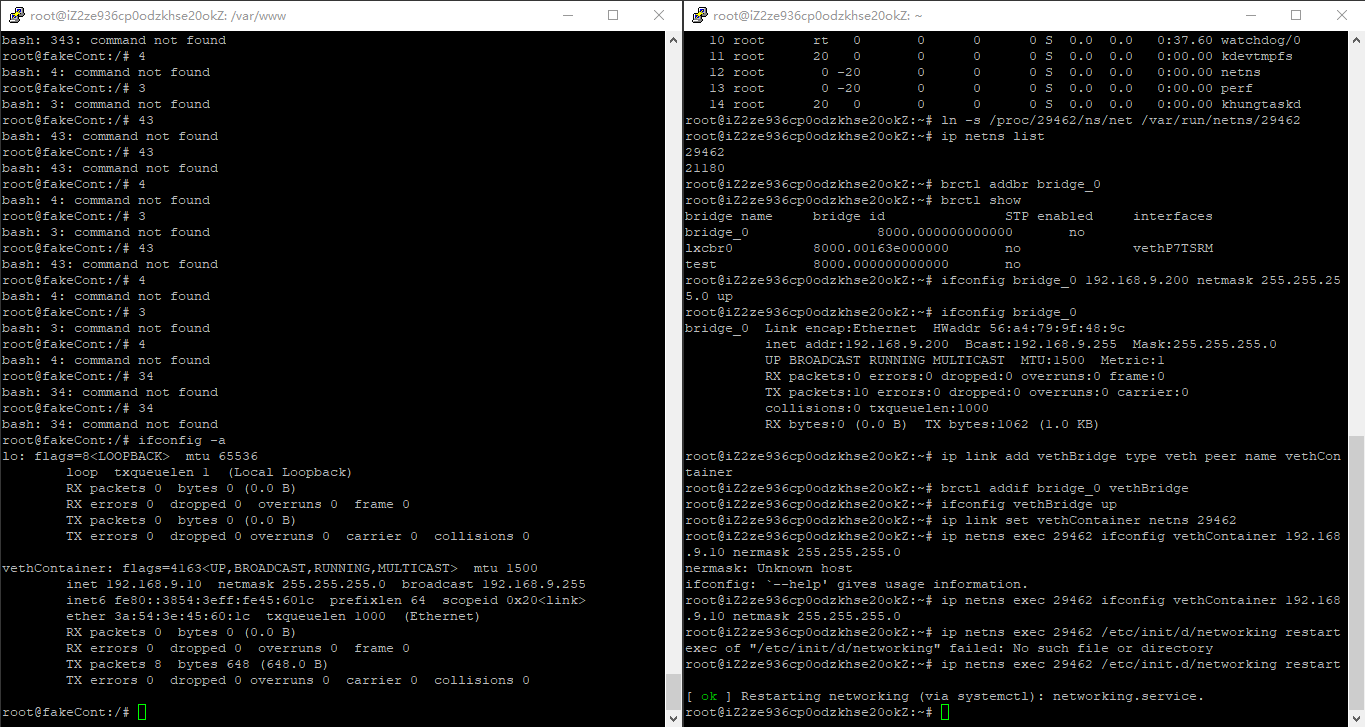 root@iZ2ze936cp0odzkhse20okZ: /var/www
bash: 343: command not found
root@fakeCont:/# 4
bash: 4: command not found
root@fakeCont:/# 3
bash: 3: command not found
root@fakeCont:/# 43
bash: 43: command not found
root@fakeCont:/# 43
bash: 43: command not found
root@fakeCont:/# 4
bash: 4: command not found
root@fakeCont:/# 3
bash: 3: command not found
root@fakeCont:/# 43
bash: 43: command not found
root@fakeCont:/# 4
bash: 4: command not found
root@fakeCont:/# 3
bash: 3: command not found
root@fakeCont:/# 4
bash: 4: command not found
root@fakeCont:/# 34
bash: 34: command not found
root@fakeCont:/# 34
bash: 34: command not found
root@fakeCont:/# ifconfig -a
lo: flags=8<LOOPBACK>  mtu 65536
        loop  txqueuelen 1  (Local Loopback)
        RX packets 0  bytes 0 (0.0 B)
        RX errors 0  dropped 0  overruns 0  frame 0
        TX packets 0  bytes 0 (0.0 B)
        TX errors 0  dropped 0 overruns 0  carrier 0  collisions 0
vethContainer: flags=4163<UP,BROADCAST,RUNNING,MULTICAST>  mtu 1500
        inet 192.168.9.10  netmask 255.255.255.0  broadcast 192.168.9.255
        inet6 fe80::3854:3eff:fe45:601c  prefixlen 64  scopeid 0x20<link>
        ether 3a:54:3e:45:60:1c  txqueuelen 1000  (Ethernet)
        RX packets 0  bytes 0 (0.0 B)
        RX errors 0  dropped 0  overruns 0  frame 0
        TX packets 8  bytes 648 (648.0 B)
        TX errors 0  dropped 0 overruns 0  carrier 0  collisions 0
root@fakeCont:/#
root@iZ2ze936cp0odzkhse20okZ: ~
   10 root      rt   0       0      0      0 S  0.0  0.0   0:37.60 watchdog/0
   11 root      20   0       0      0      0 S  0.0  0.0   0:00.00 kdevtmpfs
   12 root       0 -20       0      0      0 S  0.0  0.0   0:00.00 netns
   13 root       0 -20       0      0      0 S  0.0  0.0   0:00.00 perf
   14 root      20   0       0      0      0 S  0.0  0.0   0:00.00 khungtaskd
root@iZ2ze936cp0odzkhse20okZ:~# ln -s /proc/29462/ns/net /var/run/netns/29462
root@iZ2ze936cp0odzkhse20okZ:~# ip netns list
29462
21180
root@iZ2ze936cp0odzkhse20okZ:~# brctl addbr bridge_0
root@iZ2ze936cp0odzkhse20okZ:~# brctl show
bridge name     bridge id               STP enabled     interfaces
bridge_0                8000.000000000000       no
lxcbr0          8000.00163e000000       no              vethP7TSRM
test            8000.000000000000       no
root@iZ2ze936cp0odzkhse20okZ:~# ifconfig bridge_0 192.168.9.200 netmask 255.255.25
5.0 up
root@iZ2ze936cp0odzkhse20okZ:~# ifconfig bridge_0
bridge_0  Link encap:Ethernet  HWaddr 56:a4:79:9f:48:9c
          inet addr:192.168.9.200  Bcast:192.168.9.255  Mask:255.255.255.0
          UP BROADCAST RUNNING MULTICAST  MTU:1500  Metric:1
          RX packets:0 errors:0 dropped:0 overruns:0 frame:0
          TX packets:10 errors:0 dropped:0 overruns:0 carrier:0
          collisions:0 txqueuelen:1000
          RX bytes:0 (0.0 B)  TX bytes:1062 (1.0 KB)
root@iZ2ze936cp0odzkhse20okZ:~# ip link add vethBridge type veth peer name vethCon
tainer
root@iZ2ze936cp0odzkhse20okZ:~# brctl addif bridge_0 vethBridge
root@iZ2ze936cp0odzkhse20okZ:~# ifconfig vethBridge up
root@iZ2ze936cp0odzkhse20okZ:~# ip link set vethContainer netns 29462
root@iZ2ze936cp0odzkhse20okZ:~# ip netns exec 29462 ifconfig vethContainer 192.168
.9.10 nermask 255.255.255.0
nermask: Unknown host
ifconfig: `--help' gives usage information.
root@iZ2ze936cp0odzkhse20okZ:~# ip netns exec 29462 ifconfig vethContainer 192.168
.9.10 netmask 255.255.255.0
root@iZ2ze936cp0odzkhse20okZ:~# ip netns exec 29462 /etc/init/d/networking restart
exec of "/etc/init/d/networking" failed: No such file or directory
root@iZ2ze936cp0odzkhse20okZ:~# ip netns exec 29462 /etc/init.d/networking restart
[ ok ] Restarting networking (via systemctl): networking.service.
root@iZ2ze936cp0odzkhse20okZ:~#